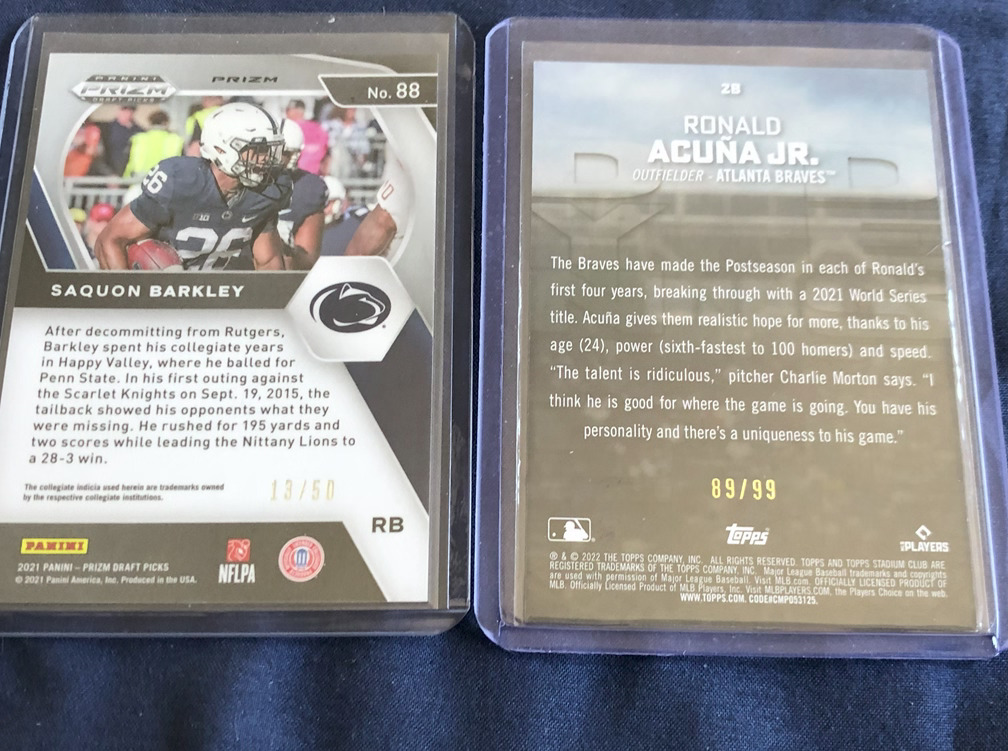 PANINI
PRIZM
DRAFT PICKS
PRIZM
No. 88
26
26
SAQUON BARKLEY
After decommitting from Rutgers,
Barkley spent his collegiate years
in Happy Valley, where he balled for
Penn State. In his first outing against
the Scarlet Knights on Sept. 19, 2015, the
tailback showed his opponents what they
were missing. He rushed for 195 yards and
two scores while leading the Nittany Lions to
a 28-3 win.
The collegiate indicia used herein are trademarks owned
by the respective collegiate institutions.
13/50
RB
PANINI
NFLPA
2021 PANINI – PRIZM DRAFT PICKS
© 2021 Panini America, Inc. Produced in the USA.
28
RONALD
ACUÑA JR.
OUTFIELDER - ATLANTA BRAVES™
The Braves have made the Postseason in each of Ronald's
first four years, breaking through with a 2021 World Series
title. Acuña gives them realistic hope for more, thanks to his
age (24), power (sixth-fastest to 100 homers) and speed.
"The talent is ridiculous," pitcher Charlie Morton says. "I
think he is good for where the game is going. You have his
personality and there's a uniqueness to his game."
89/99
topps
PLAYERS
® & © 2022 THE TOPPS COMPANY, INC. ALL RIGHTS RESERVED. TOPPS AND TOPPS STADIUM CLUB ARE
REGISTERED TRADEMARKS OF THE TOPPS COMPANY, INC. Major League Baseball trademarks and copyrights
are used with permission of Major League Baseball. Visit MLB.com. OFFICIALLY LICENSED PRODUCT OF
MLB. Officially Licensed Product of MLB Players, Inc. Visit MLBPLAYERS.COM, the Players Choice on the web.
WWW.TOPPS.COM. CODE#CMP053125.